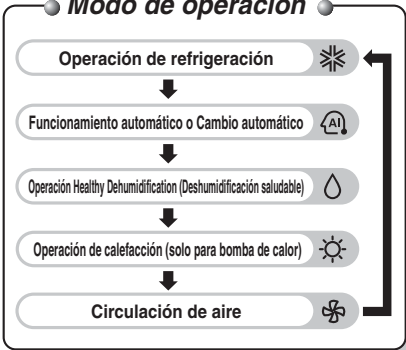 Modo de operación
Operación de refrigeración
Funcionamiento automático o Cambio automático
AI
Operación Healthy Dehumidification (Deshumidificación saludable)
Operación de calefacción (solo para bomba de calor)
Circulación de aire